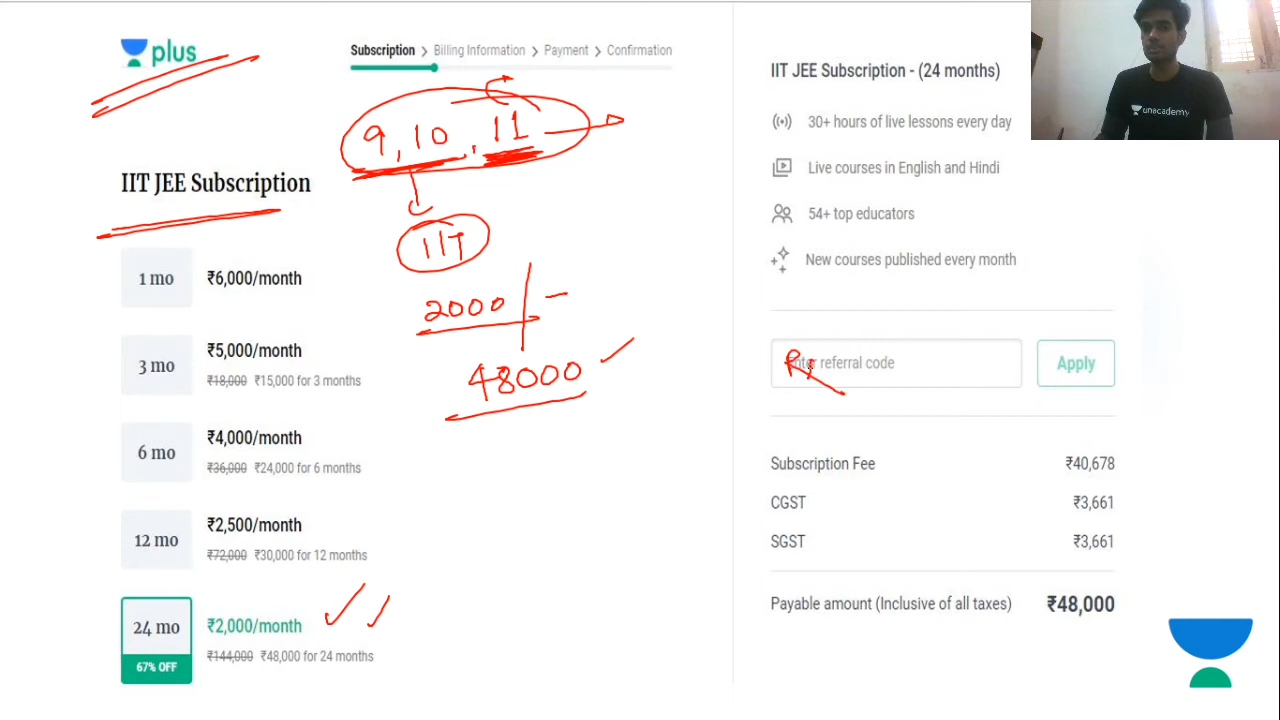 plus
Subscription > Billing Information > Payment > Confirmation
9, 10, 11
IIT JEE Subscription
IIT
1 mo ₹6,000/month
2000
3 mo ₹5,000/month
₹18,000 ₹15,000 for 3 months
48000
6 mo ₹4,000/month
₹36,000 ₹24,000 for 6 months
12 mo ₹2,500/month
₹72,000 ₹30,000 for 12 months
24 mo ₹2,000/month
67% OFF ₹144,000 ₹48,000 for 24 months
IIT JEE Subscription - (24 months)
30+ hours of live lessons every day
Live courses in English and Hindi
54+ top educators
New courses published every month
Enter referral code Apply
Subscription Fee ₹40,678
CGST ₹3,661
SGST ₹3,661
Payable amount (Inclusive of all taxes) ₹48,000
unacademy